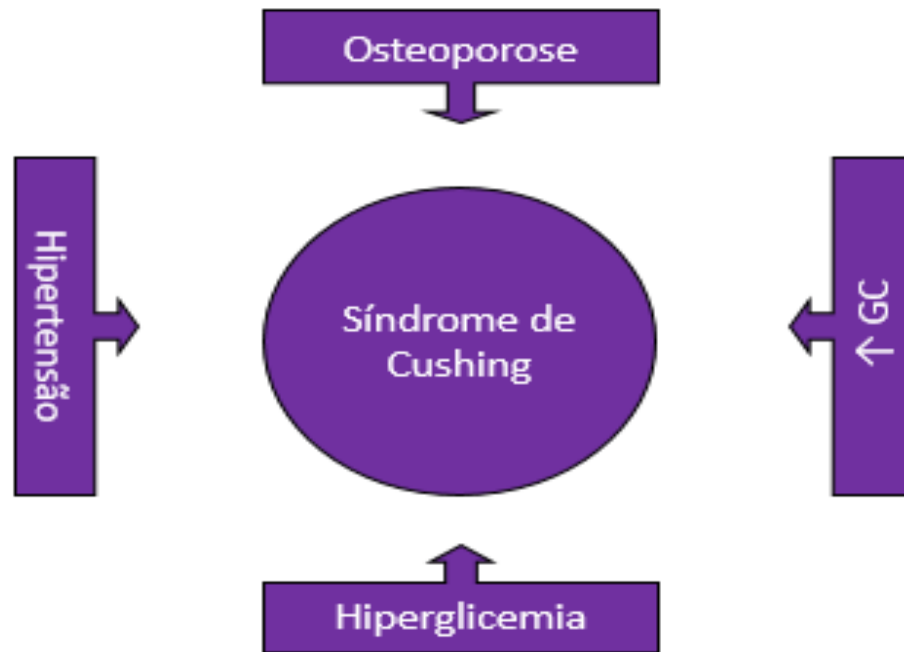 Osteoporose
Hipertensão
Síndrome de
Cushing
↑ GC
Hiperglicemia